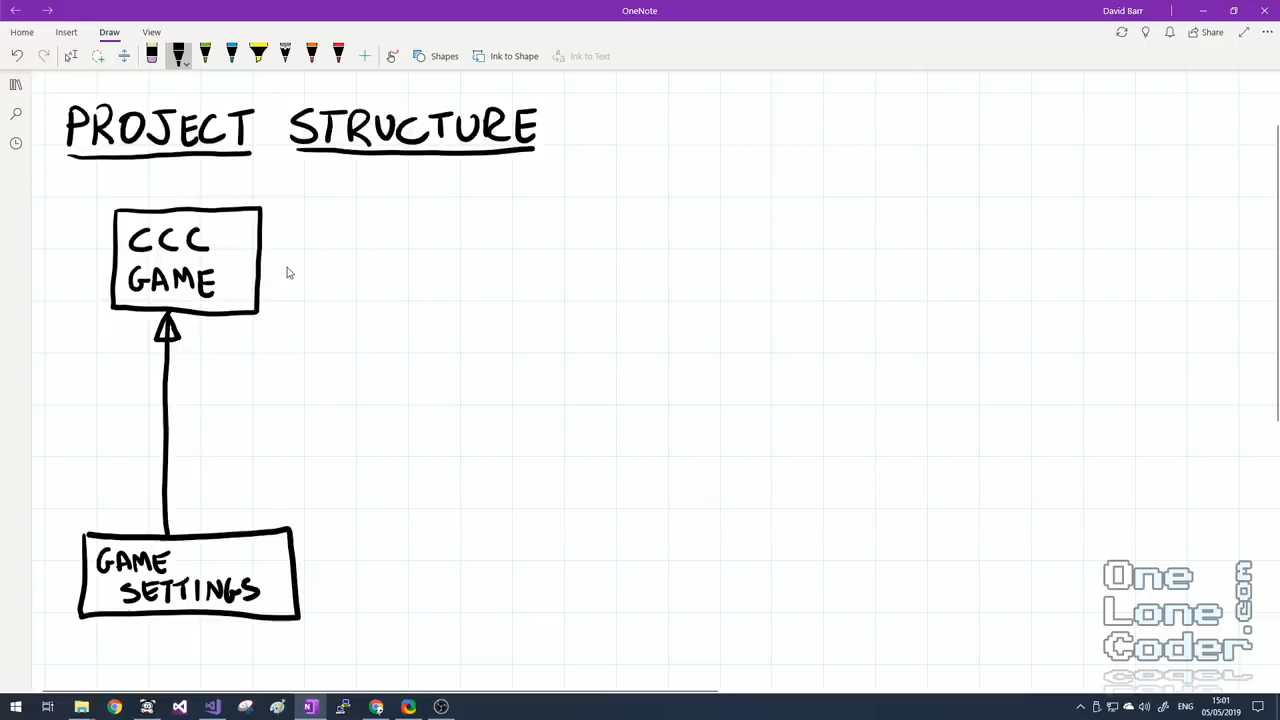 OneNote
David Barr
Home
Insert
Draw
View
Share
Shapes
Ink to Shape
Ink to Text
PROJECT STRUCTURE
CCC
GAME
GAME
SETTINGS
One
Lone
Coder
.com
ENG
15:01
05/05/2019